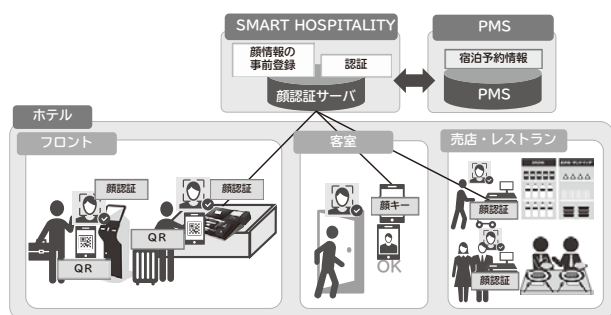 SMART HOSPITALITY
顔情報の
事前登録
認証
顔認証サーバ
PMS
宿泊予約情報
PMS
ホテル
フロント
顔認証
顔認証
QR
QR
客室
顔キー
OK
売店・レストラン
顔認証
顔認証